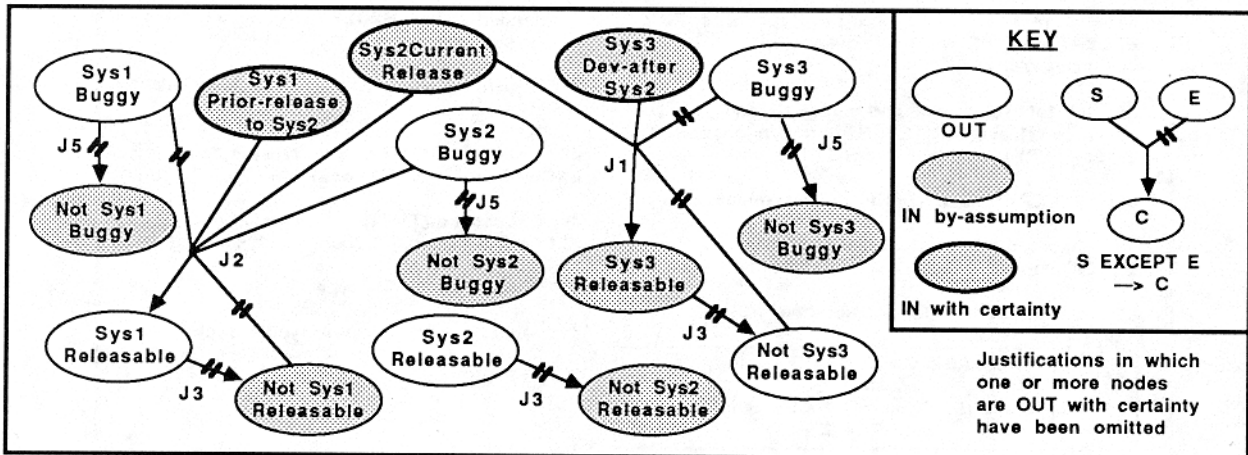 Sys1
Buggy
Sys1
Prior-release
to Sys2
Sys2Current
Release
Sys3
Dev-after
Sys2
Sys3
Buggy
Sys2
Buggy
J5
Not Sys1
Buggy
J5
Not Sys2
Buggy
J1
J5
Not Sys3
Buggy
J2
Sys3
Releasable
J3
Sys1
Releasable
J3
Not Sys1
Releasable
Sys2
Releasable
J3
Not Sys2
Releasable
Not Sys3
Releasable
KEY
OUT
IN by-assumption
IN with certainty
S
E
C
S EXCEPT E
—> C
Justifications in which
one or more nodes
are OUT with certainty
have been omitted